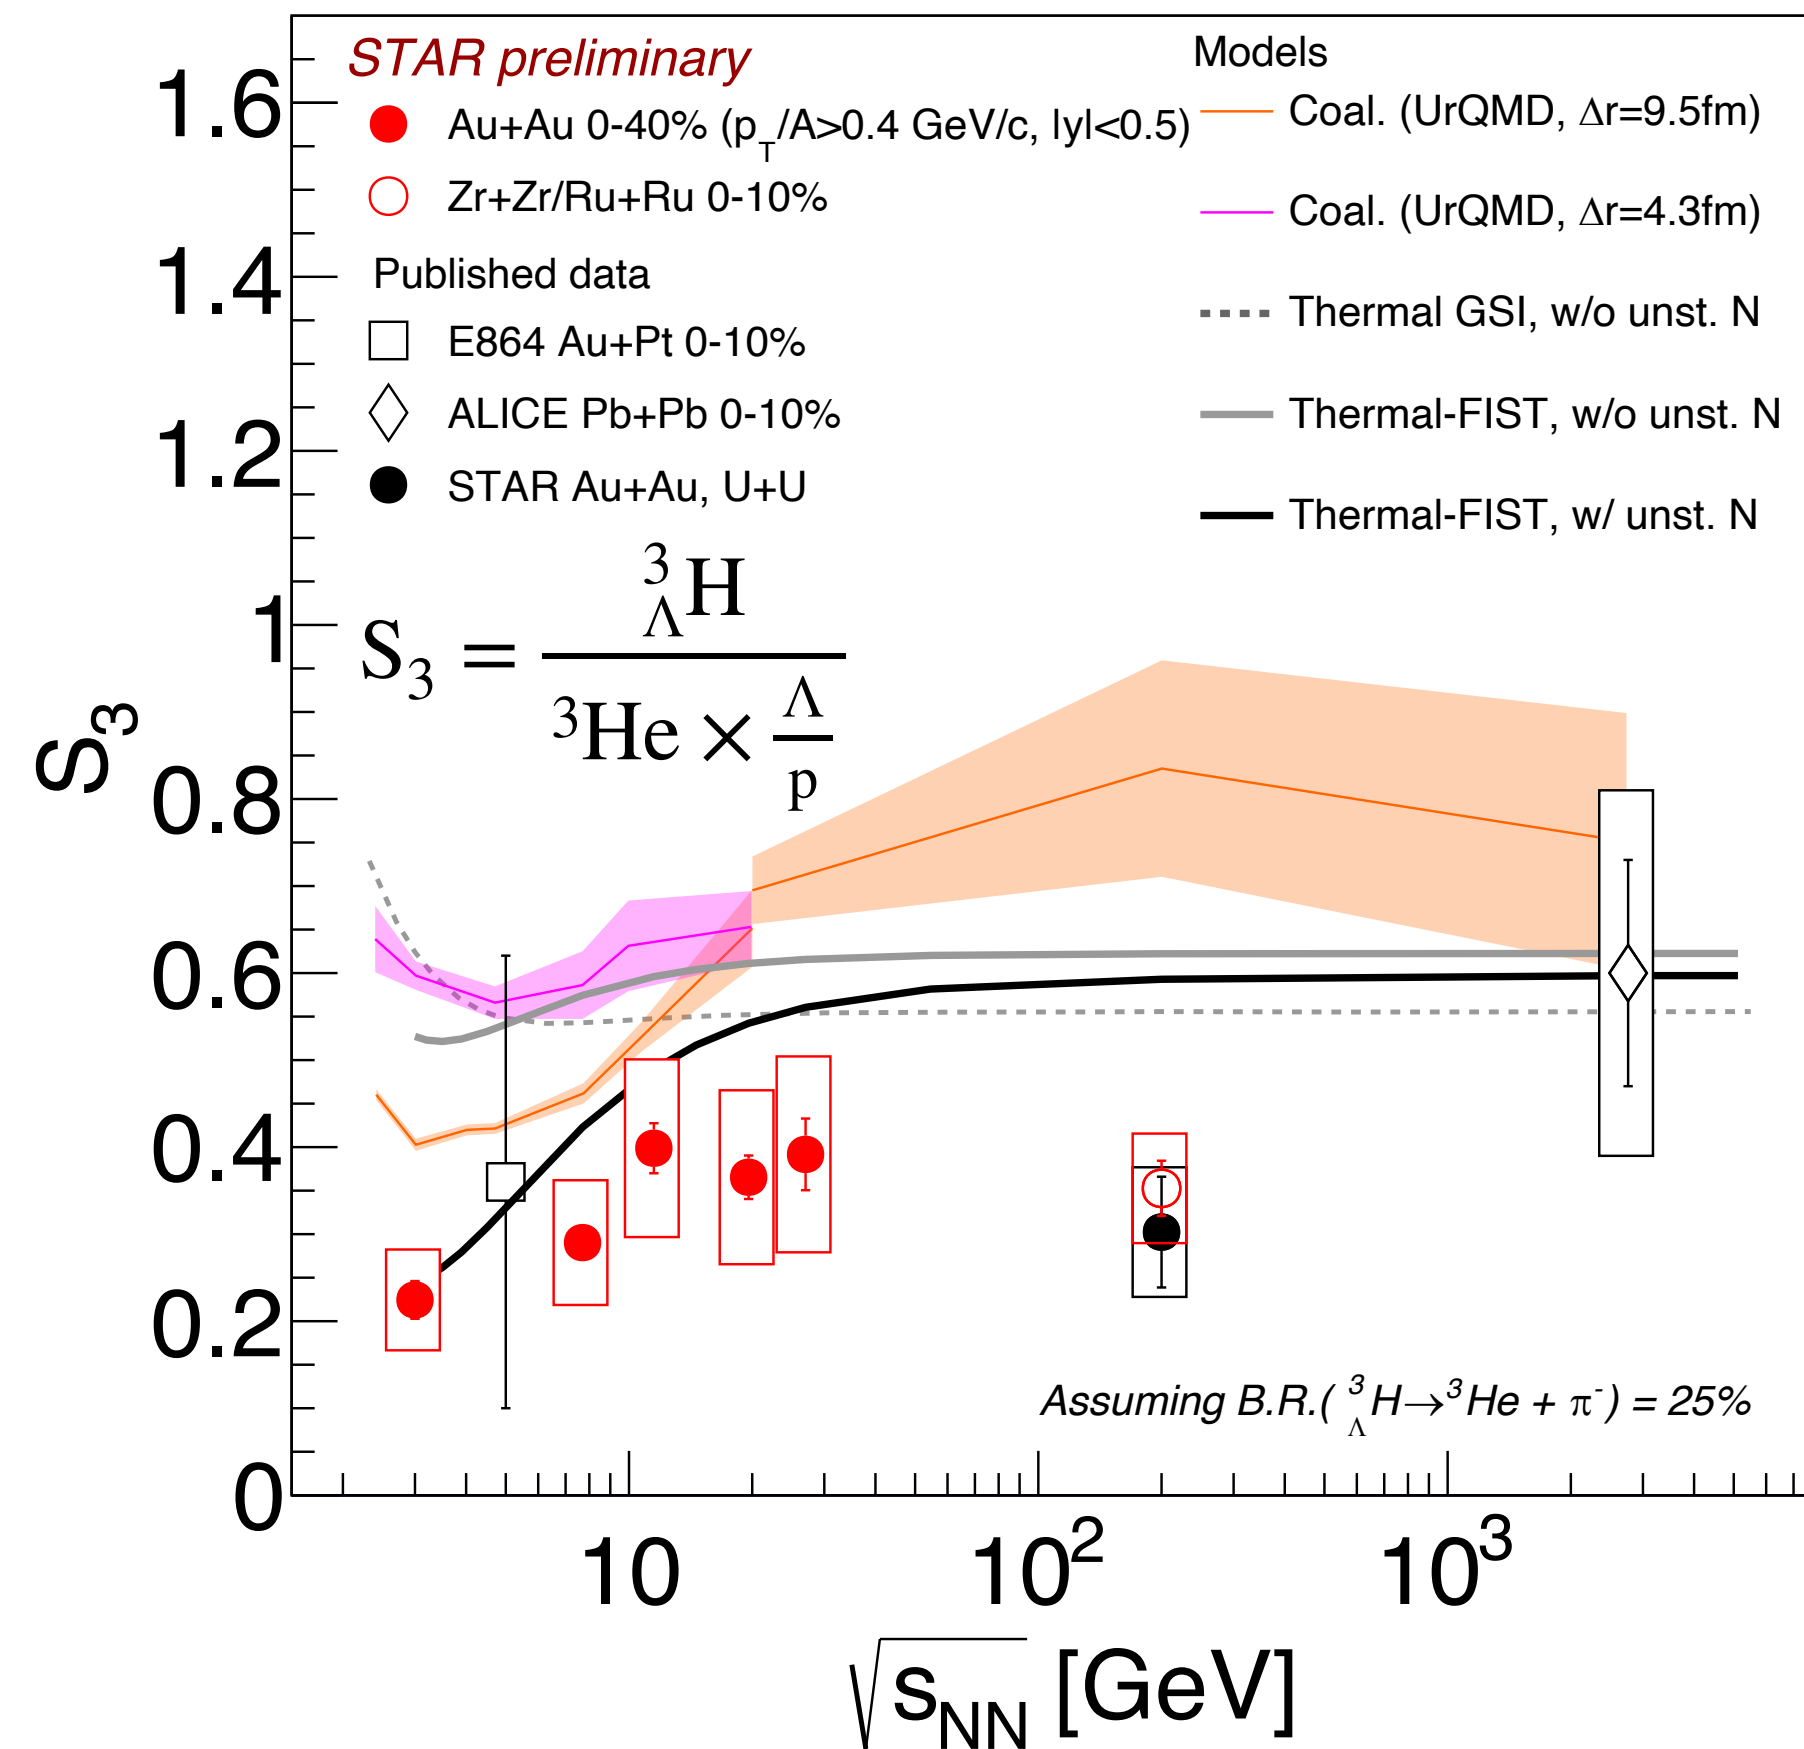 STAR preliminary
Au+Au 0-40% (p_T/A>0.4 GeV/c, |y|<0.5)
Zr+Zr/Ru+Ru 0-10%
Published data
E864 Au+Pt 0-10%
ALICE Pb+Pb 0-10%
STAR Au+Au, U+U
Models
Coal. (UrQMD, Δr=9.5fm)
Coal. (UrQMD, Δr=4.3fm)
Thermal GSI, w/o unst. N
Thermal-FIST, w/o unst. N
Thermal-FIST, w/ unst. N
S₃ = ³_ΛH / (³He × Λ/p)
S₃
1.6
1.4
1.2
1
0.8
0.6
0.4
0.2
0
Assuming B.R.(³_ΛH→³He + π⁻) = 25%
10
10²
10³
√s_NN [GeV]